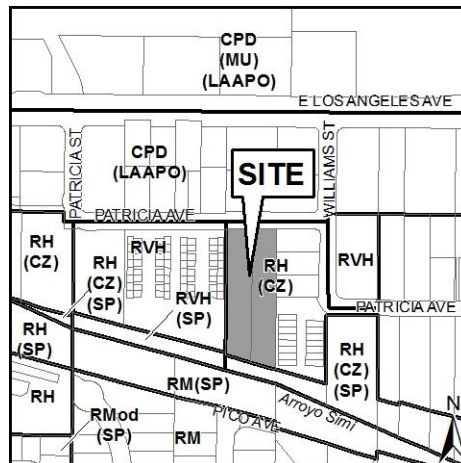 CPD
(MU)
(LAAPO)
E LOS ANGELES AVE
PATRICIA ST
CPD
(LAAPO)
SITE
WILLIAMS ST
PATRICIA AVE
RH
(CZ)
RH
(CZ)
(SP)
RVH
RVH
(SP)
RH
(CZ)
RVH
PATRICIA AVE
RH
(SP)
RH
(CZ)
(SP)
RM(SP)
RH
PICO AVE
Arroyo Simi
RMod
(SP)
RM
N